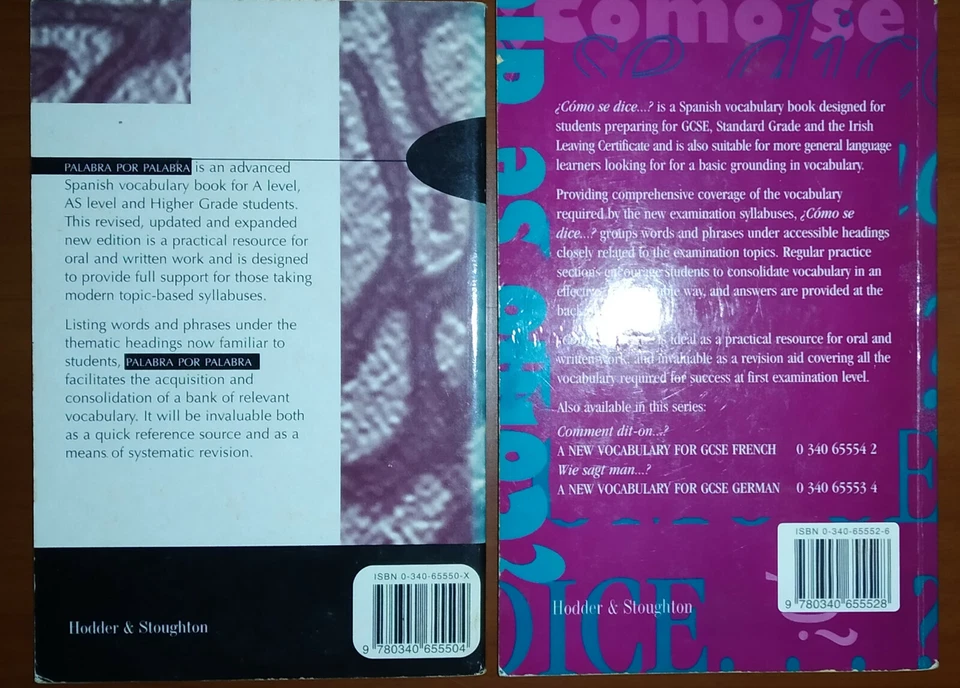 PALABRA POR PALABRA is an advanced
Spanish vocabulary book for A level,
AS level and Higher Grade students.
This revised, updated and expanded
new edition is a practical resource for
oral and written work and is designed
to provide full support for those taking
modern topic-based syllabuses.
Listing words and phrases under the
thematic headings now familiar to
students, PALABRA POR PALABRA
facilitates the acquisition and
consolidation of a bank of relevant
vocabulary. It will be invaluable both
as a quick reference source and as a
means of systematic revision.
Hodder & Stoughton
ISBN 0-340-65550-X
9 780340 655504
como se
¿Cómo se dice...? is a Spanish vocabulary book designed for
students preparing for GCSE, Standard Grade and the Irish
Leaving Certificate and is also suitable for more general language
learners looking for for a basic grounding in vocabulary.
Providing comprehensive coverage of the vocabulary
required by the new examination syllabuses, ¿Cómo se
dice...? groups words and phrases under accessible headings
closely related to the examination topics. Regular practice
sections encourage students to consolidate vocabulary in an
way, and answers are provided at the
is ideal as a practical resource for oral and
written work, and invaluable as a revision aid covering all the
vocabulary required for success at first examination level.
Also available in this series:
Comment dit-on...?
A NEW VOCABULARY FOR GCSE FRENCH 0 340 65554 2
Wie sagt man...?
A NEW VOCABULARY FOR GCSE GERMAN 0 340 65553 4
ISBN 0-340-65552-6
9 780340 655528
Hodder & Stoughton
DICE...?